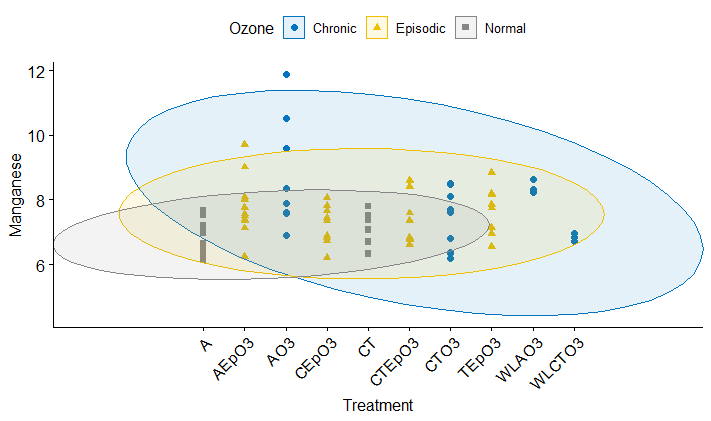 Ozone Chronic Episodic Normal
12
10
8
6
Manganese
A AEpO3 AO3 CEpO3 CT CTEpO3 CTO3 TEpO3 WLAO3 WLCTO3
Treatment